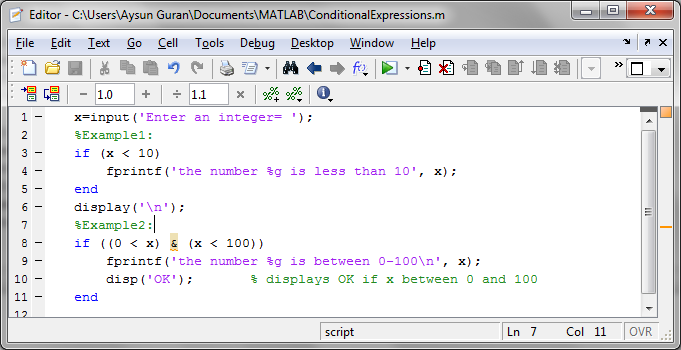 Editor - C:\Users\Aysun Guran\Documents\MATLAB\ConditionalExpressions.m
File Edit Text Go Cell Tools Debug Desktop Window Help
− 1.0 + ÷ 1.1 ×
1 − x=input('Enter an integer= ');
2 − %Example1:
3 − if (x < 10)
4 − fprintf('the number %g is less than 10', x);
5 − end
6 − display('\n');
7 %Example2:
8 − if ((0 < x) & (x < 100))
9 − fprintf('the number %g is between 0-100\n', x);
10 − disp('OK'); % displays OK if x between 0 and 100
11 − end
12
script Ln 7 Col 11 OVR